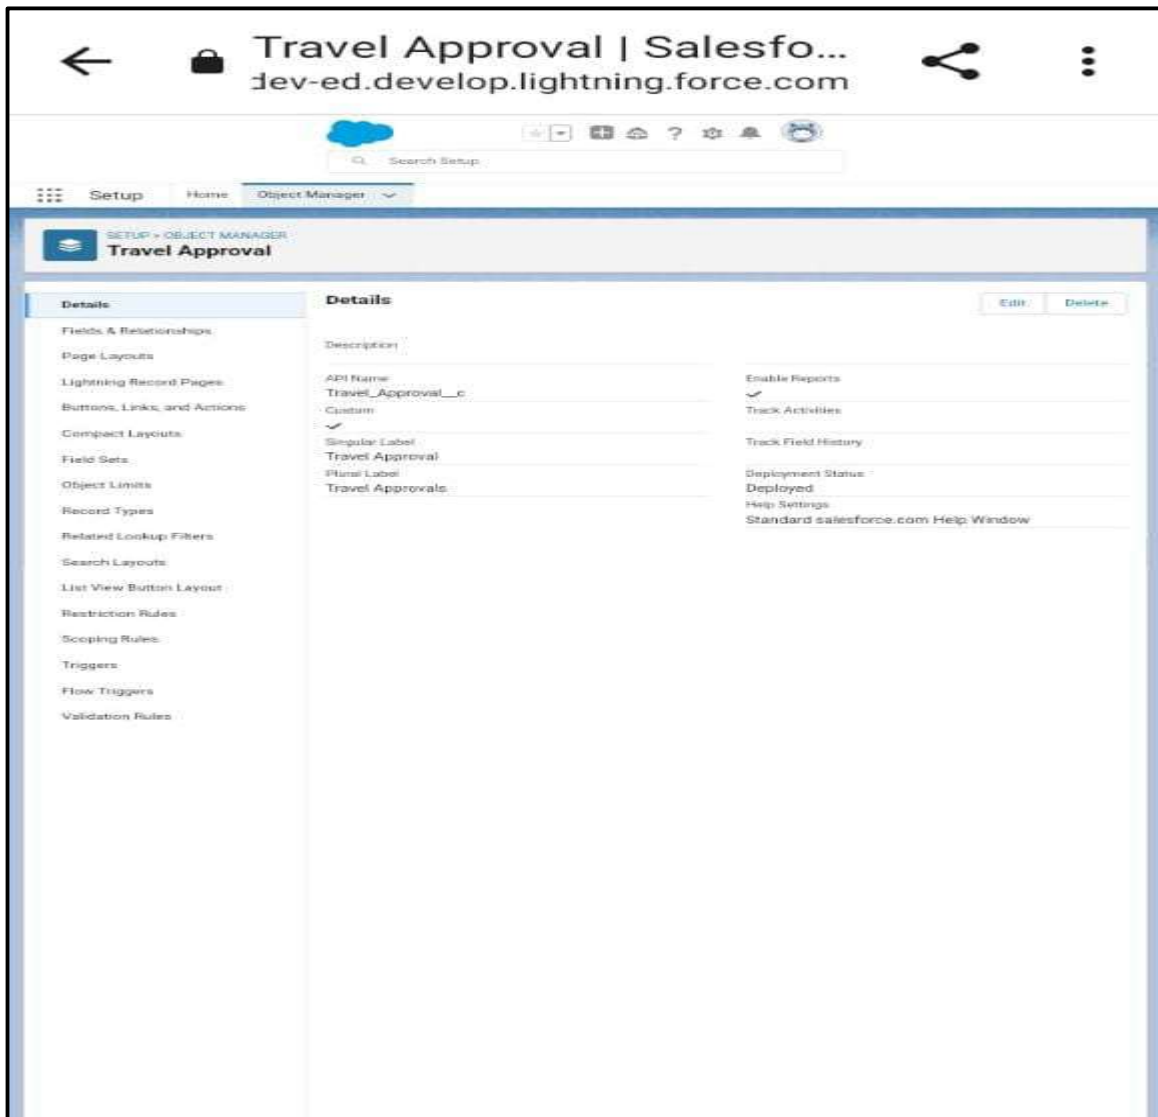 Travel Approval | Salesfo...
dev-ed.develop.lightning.force.com
Search Setup
Setup Home Object Manager
SETUP > OBJECT MANAGER
Travel Approval
Details
Fields & Relationships
Page Layouts
Lightning Record Pages
Buttons, Links, and Actions
Compact Layouts
Field Sets
Object Limits
Record Types
Related Lookup Filters
Search Layouts
List View Button Layout
Restriction Rules
Scoping Rules
Triggers
Flow Triggers
Validation Rules
Details
Edit Delete
Description
API Name
Travel_Approval__c
Custom
Singular Label
Travel Approval
Plural Label
Travel Approvals
Enable Reports
Track Activities
Track Field History
Deployment Status
Deployed
Help Settings
Standard salesforce.com Help Window